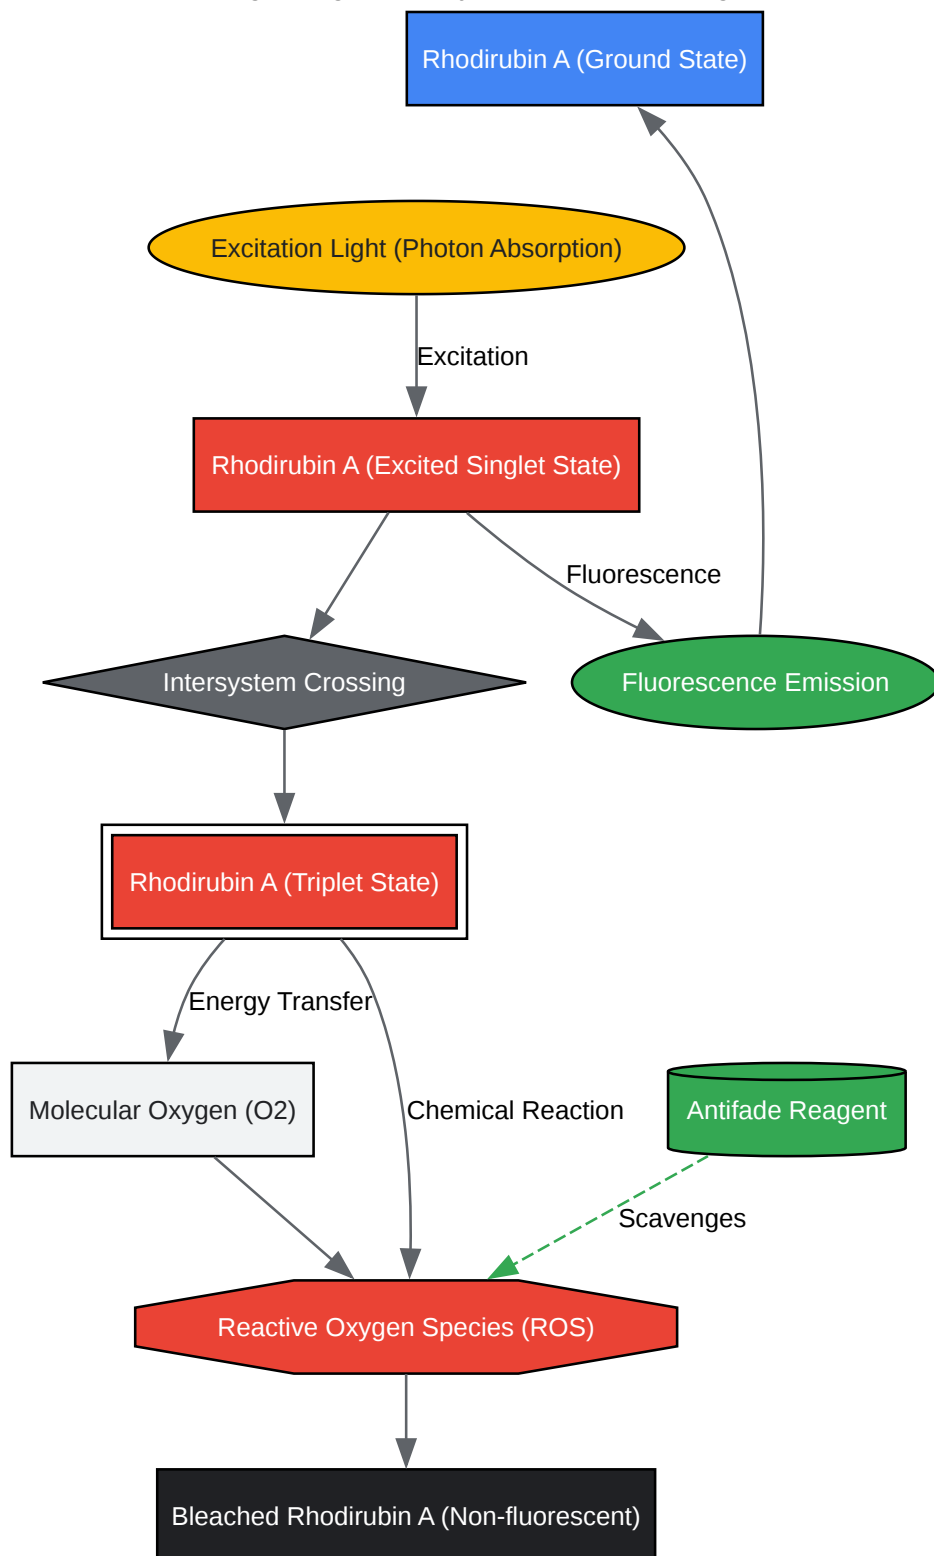 Rhodirubin A (Ground State)
Excitation Light (Photon Absorption)
Excitation
Rhodirubin A (Excited Singlet State)
Fluorescence
Intersystem Crossing
Fluorescence Emission
Rhodirubin A (Triplet State)
Energy Transfer
Molecular Oxygen (O2)
Chemical Reaction
Antifade Reagent
Scavenges
Reactive Oxygen Species (ROS)
Bleached Rhodirubin A (Non-fluorescent)